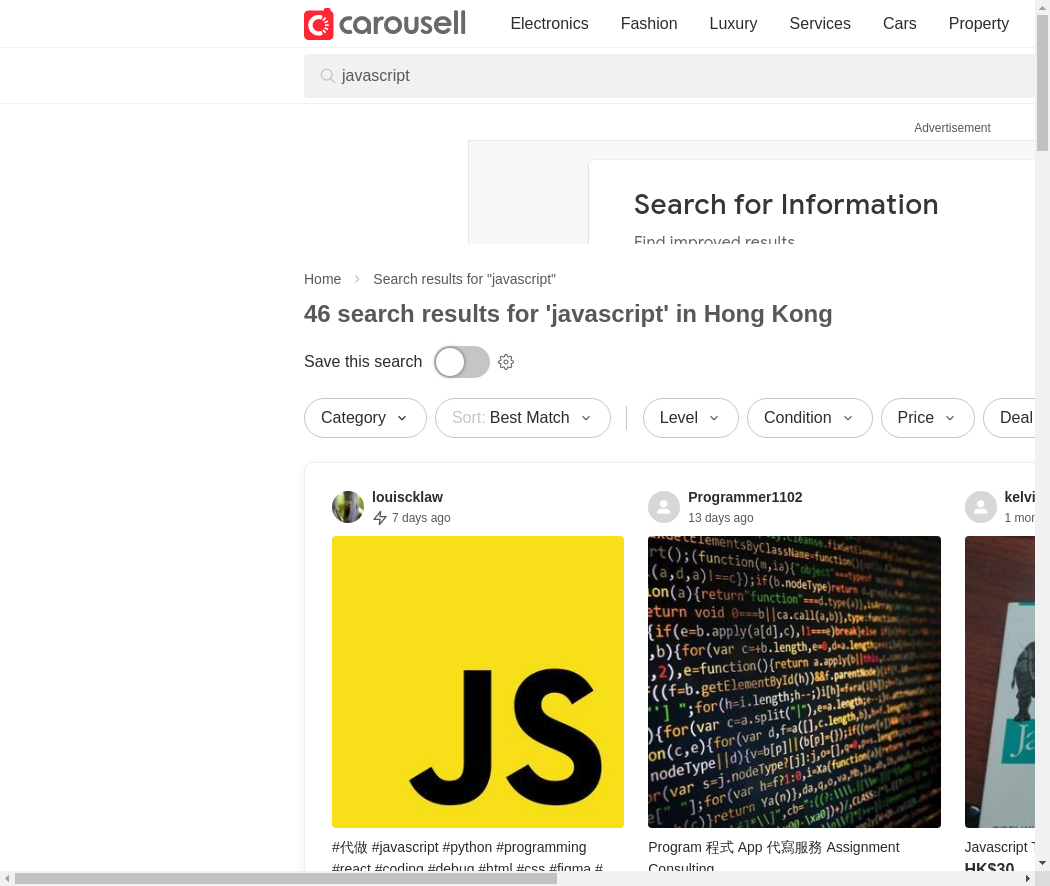 carousell
Electronics
Fashion
Luxury
Services
Cars
Property
javascript
Advertisement
Search for Information
Find improved results
Home
Search results for "javascript"
46 search results for 'javascript' in Hong Kong
Save this search
Category
Sort: Best Match
Level
Condition
Price
Deal
louiscklaw
7 days ago
Programmer1102
13 days ago
JS
#代做 #javascript #python #programming
#react #coding #debug #html #css #figma #
Program 程式 App 代寫服務 Assignment
Consulting
Javascript
HK$30